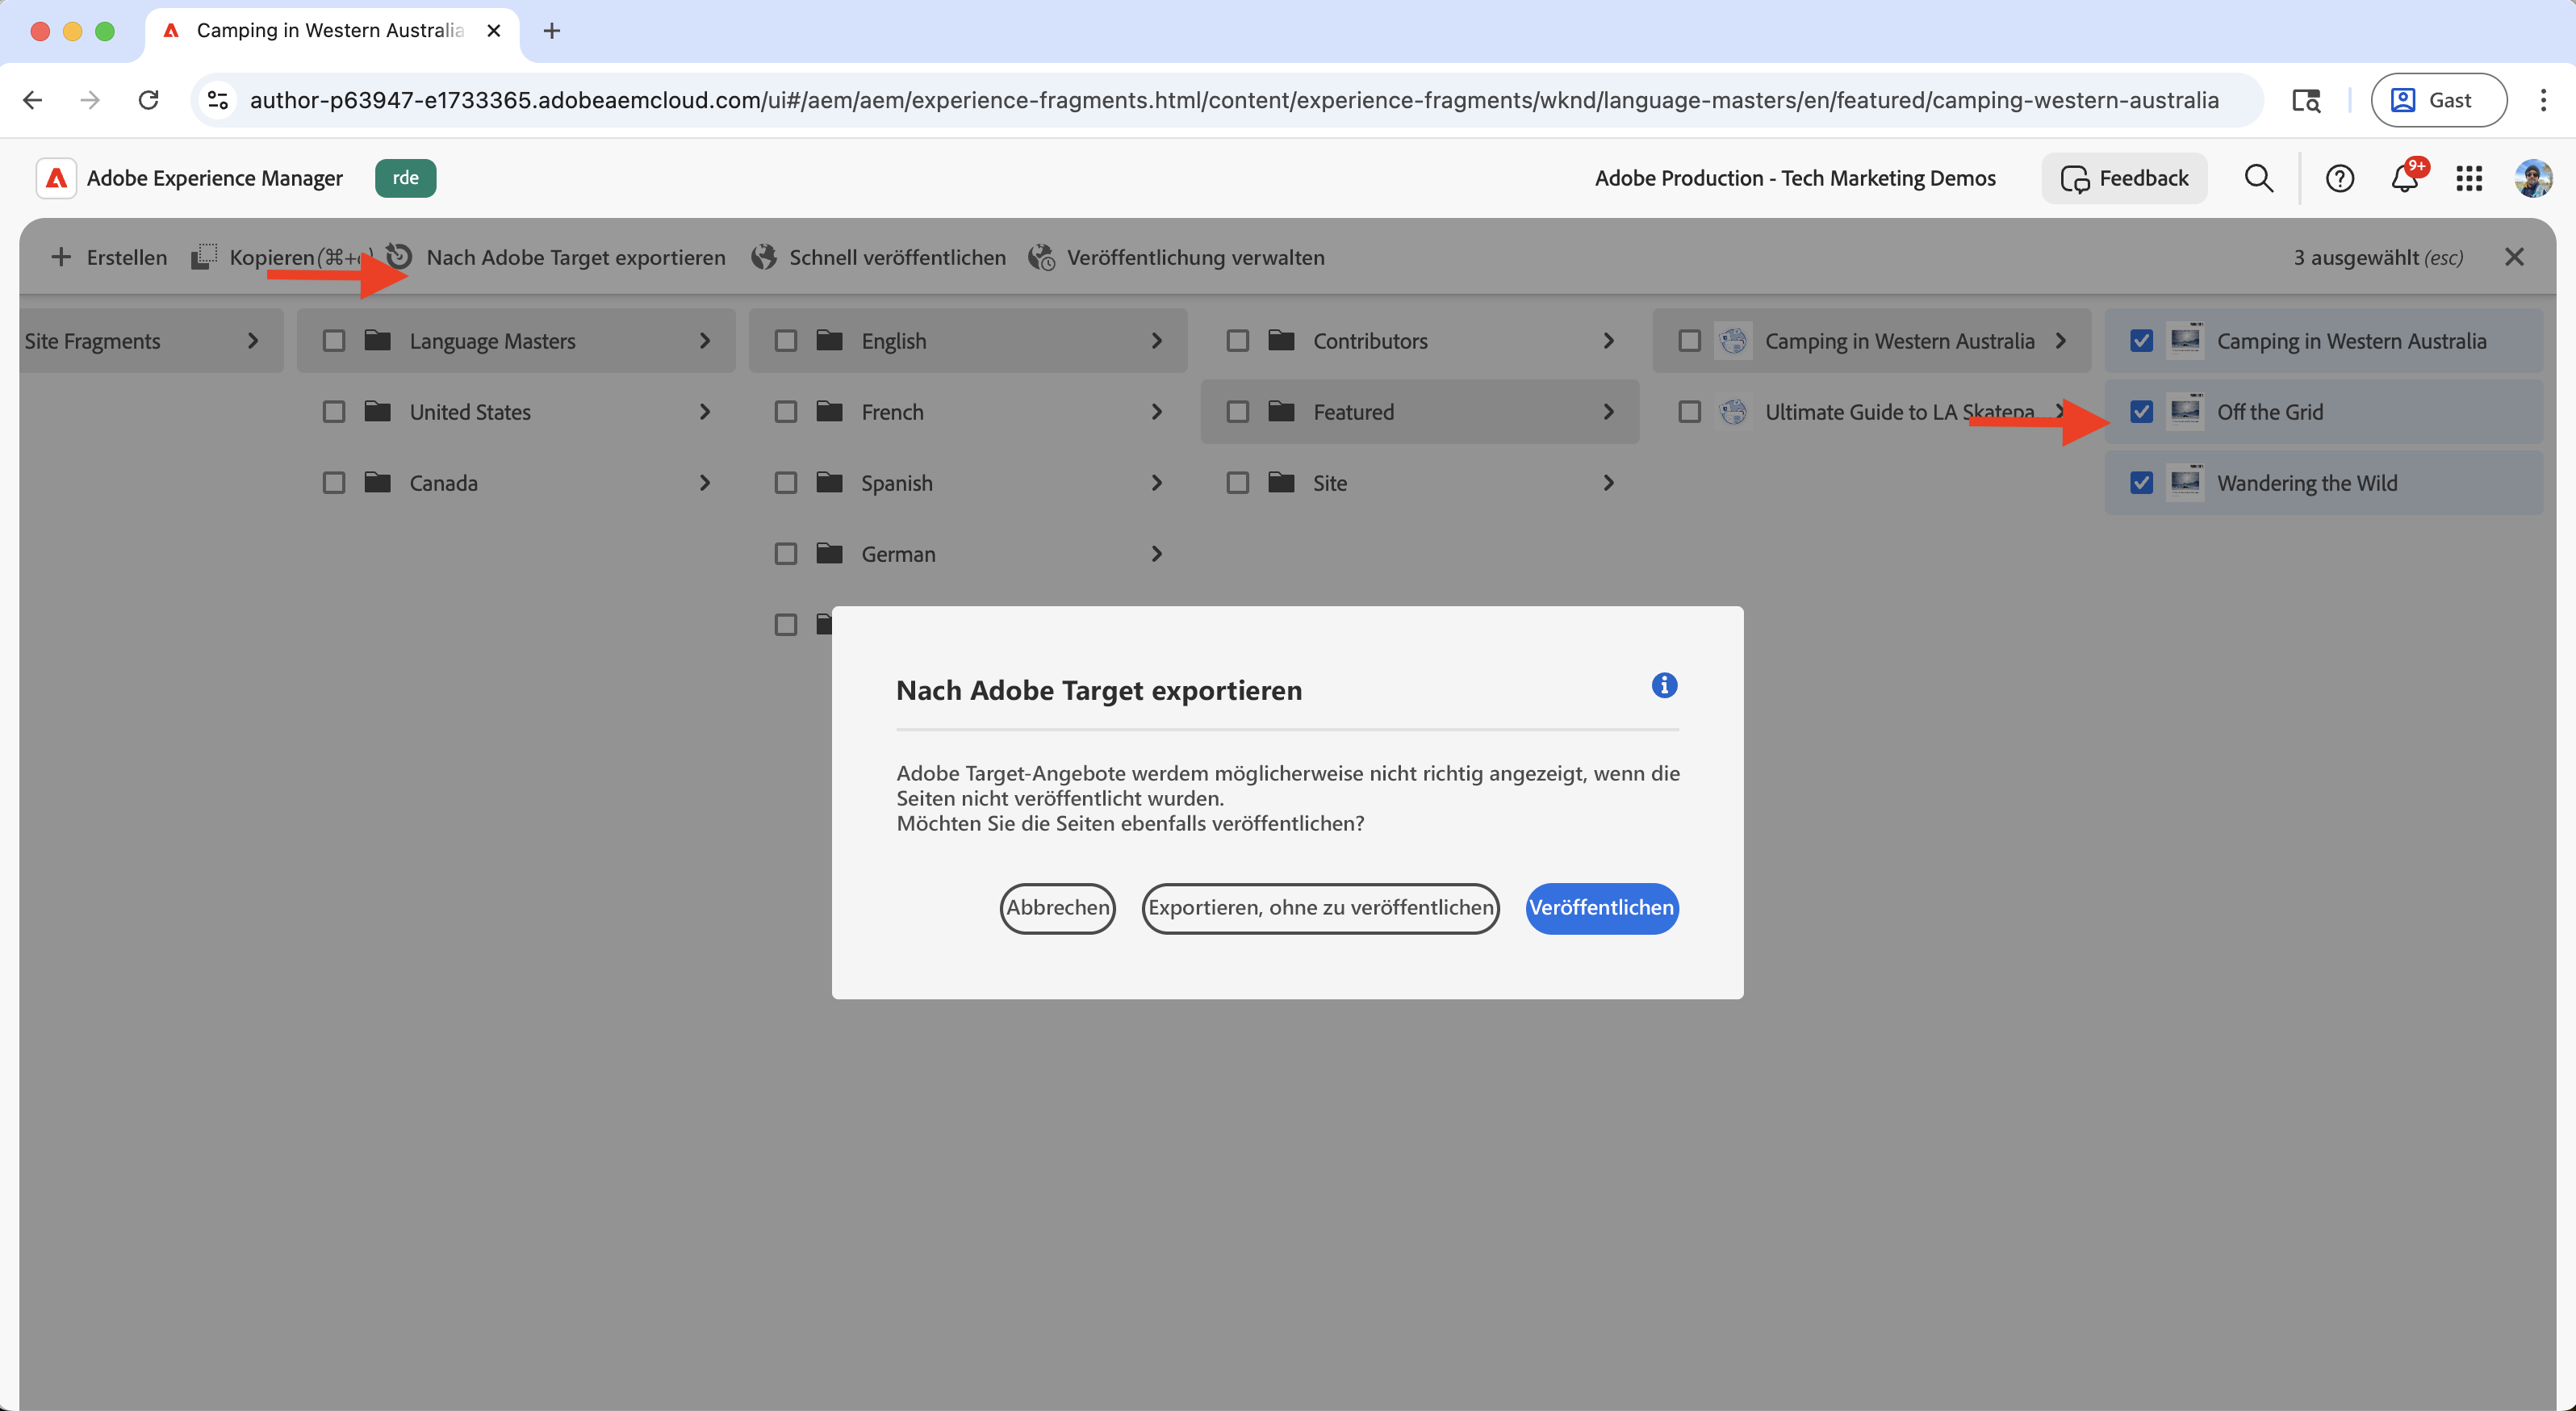 Camping in Western Australia
author-p63947-e1733365.adobeaemcloud.com/ui#/aem/aem/experience-fragments.html/content/experience-fragments/wknd/language-masters/en/featured/camping-western-australia
Gast
Adobe Experience Manager
rde
Adobe Production - Tech Marketing Demos
Feedback
9+
Erstellen
Kopieren(⌘+
Nach Adobe Target exportieren
Schnell veröffentlichen
Veröffentlichung verwalten
3 ausgewählt (esc)
Site Fragments
Language Masters
English
Contributors
Camping in Western Australia
Camping in Western Australia
United States
French
Featured
Ultimate Guide to LA Skatepa
Off the Grid
Canada
Spanish
Site
Wandering the Wild
German
Nach Adobe Target exportieren
Adobe Target-Angebote werdem möglicherweise nicht richtig angezeigt, wenn die
Seiten nicht veröffentlicht wurden.
Möchten Sie die Seiten ebenfalls veröffentlichen?
Abbrechen
Exportieren, ohne zu veröffentlichen
Veröffentlichen